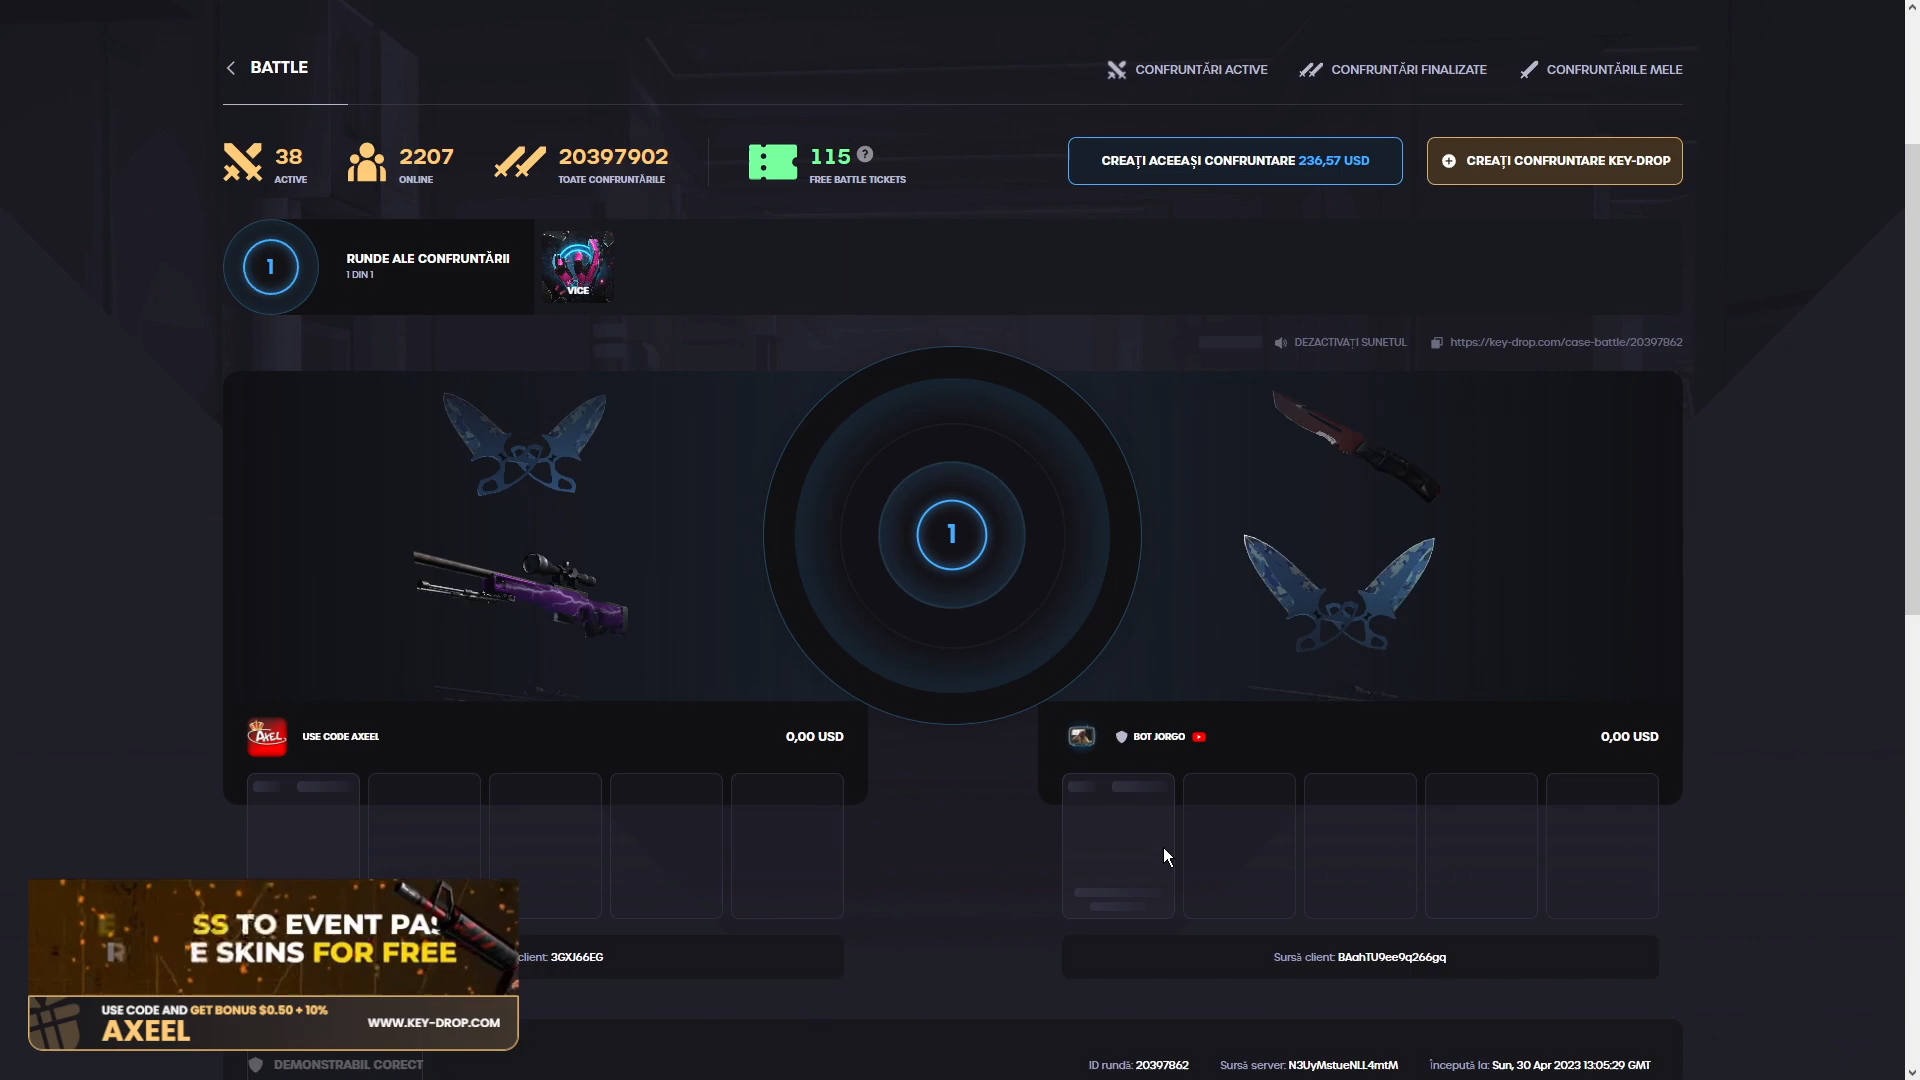 BATTLE
CONFRUNTĂRI ACTIVE
CONFRUNTĂRI FINALIZATE
CONFRUNTĂRILE MELE
38
ACTIVE
2207
ONLINE
20397902
TOATE CONFRUNTĂRILE
115 ?
FREE BATTLE TICKETS
CREAȚI ACEEAȘI CONFRUNTARE 236,57 USD
CREAȚI CONFRUNTARE KEY-DROP
1
RUNDE ALE CONFRUNTĂRII
1 DIN 1
VICE
DEZACTIVAȚI SUNETUL
https://key-drop.com/case-battle/20397862
1
AXEL
USE CODE AXEEL
0,00 USD
BOT JORGO
0,00 USD
client: 3GXJ66EG
Sursă client: BAahTU9ee9q266gq
SS TO EVENT PAS
E SKINS FOR FREE
USE CODE AND GET BONUS $0.50 + 10%
AXEEL
WWW.KEY-DROP.COM
DEMONSTRABIL CORECT
ID rundă: 20397862
Sursă server: N3UyMstueNLL4mtM
Începută la: Sun, 30 Apr 2023 13:05:29 GMT